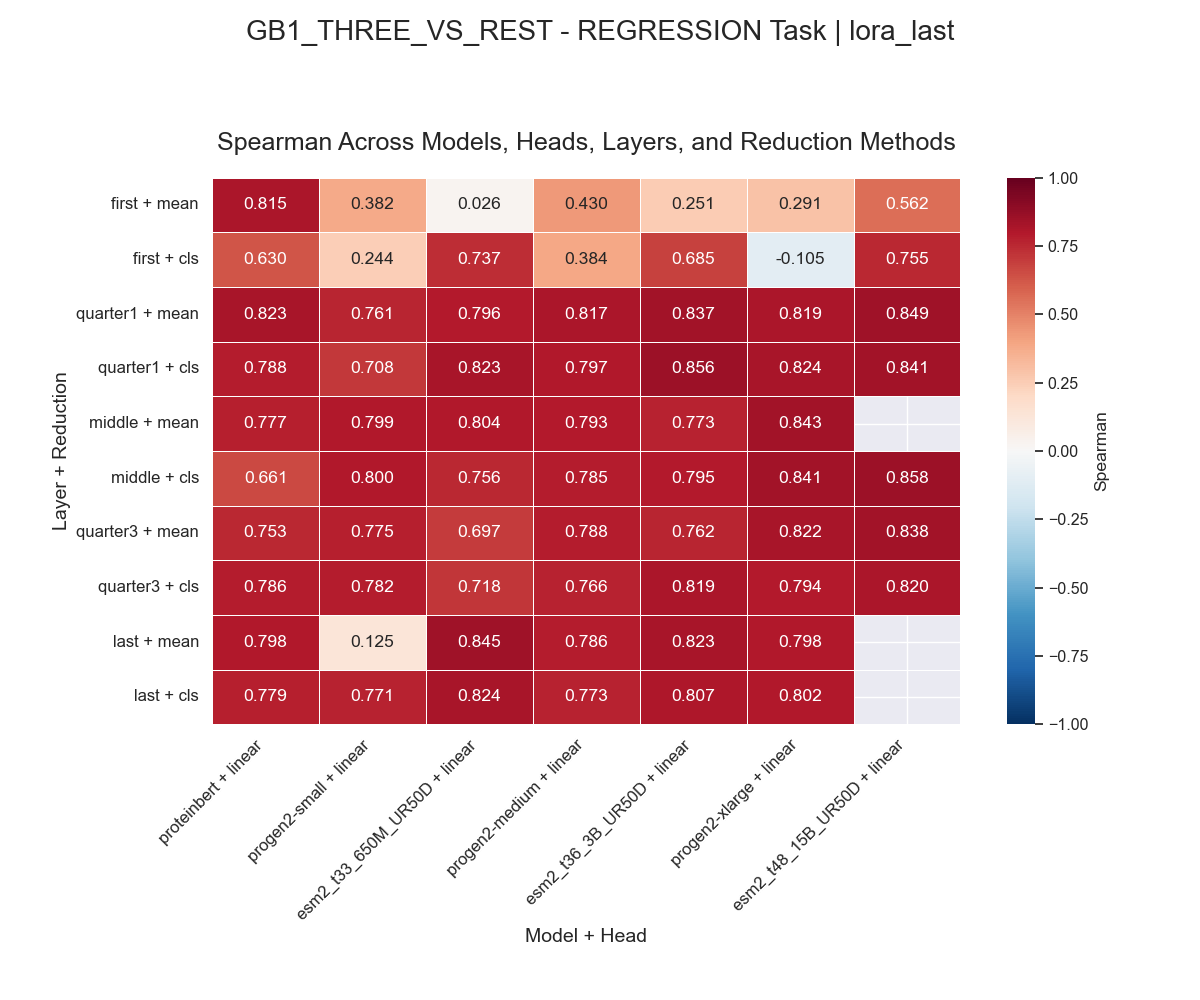 GB1_THREE_VS_REST - REGRESSION Task | lora_last
Spearman Across Models, Heads, Layers, and Reduction Methods
first + mean 0.815 0.382 0.026 0.430 0.251 0.291 0.562
first + cls 0.630 0.244 0.737 0.384 0.685 -0.105 0.755
quarter1 + mean 0.823 0.761 0.796 0.817 0.837 0.819 0.849
quarter1 + cls 0.788 0.708 0.823 0.797 0.856 0.824 0.841
middle + mean 0.777 0.799 0.804 0.793 0.773 0.843
middle + cls 0.661 0.800 0.756 0.785 0.795 0.841 0.858
quarter3 + mean 0.753 0.775 0.697 0.788 0.762 0.822 0.838
quarter3 + cls 0.786 0.782 0.718 0.766 0.819 0.794 0.820
last + mean 0.798 0.125 0.845 0.786 0.823 0.798
last + cls 0.779 0.771 0.824 0.773 0.807 0.802
Layer + Reduction
proteinbert + linear
progen2-small + linear
esm2_t33_650M_UR50D + linear
progen2-medium + linear
esm2_t36_3B_UR50D + linear
progen2-xlarge + linear
esm2_t48_15B_UR50D + linear
Model + Head
1.00
0.75
0.50
0.25
0.00
−0.25
−0.50
−0.75
−1.00
Spearman